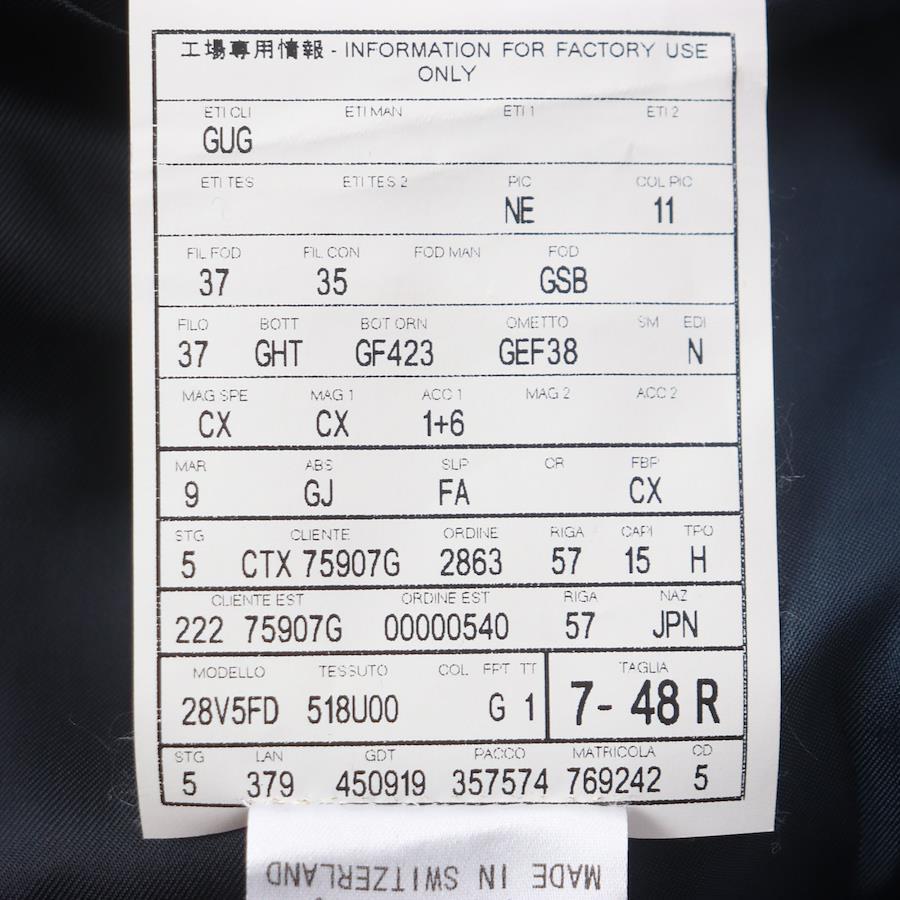 工場専用情報 - INFORMATION FOR FACTORY USE
ONLY
ETI CLI ETI MAN ETI 1 ETI 2
GUG
ETI TES ETI TES 2 PIC COL PIC
NE 11
FIL FOD FIL CON FOD MAN FOD
37 35 GSB
FILO BOTT BOT ORN OMETTO SM EDI
37 GHT GF423 GEF38 N
MAG SPE MAG 1 ACC 1 MAG 2 ACC 2
CX CX 1+6
MAR ABS SLP CR FBP
9 GJ FA CX
STG CLIENTE ORDINE RIGA CAPI TPO
5 CTX 75907G 2863 57 15 H
CLIENTE EST ORDINE EST RIGA NAZ
222 75907G 00000540 57 JPN
MODELLO TESSUTO COL FPT TT TAGLIA
28V5FD 518U00 G 1 7- 48 R
STG LAN GDT PACCO MATRICOLA CD
5 379 450919 357574 769242 5
MADE IN SWITZERLAND